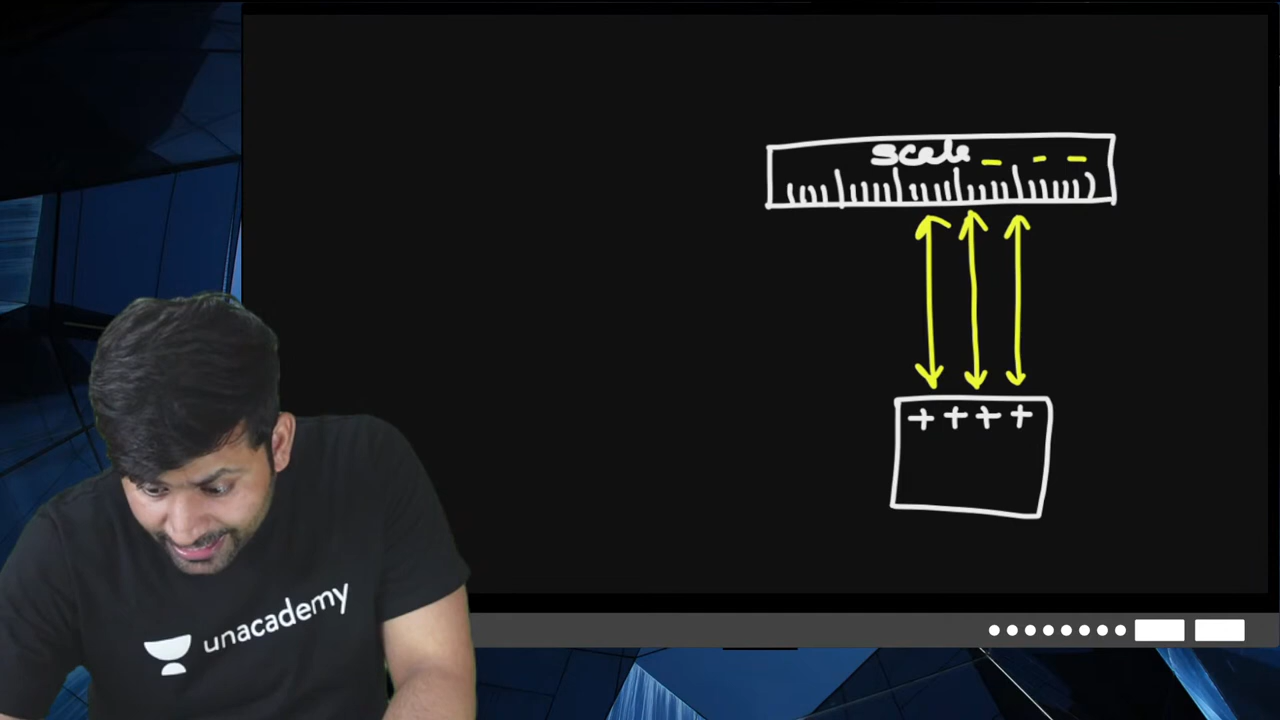 scale - - -
+ + + +
unacademy